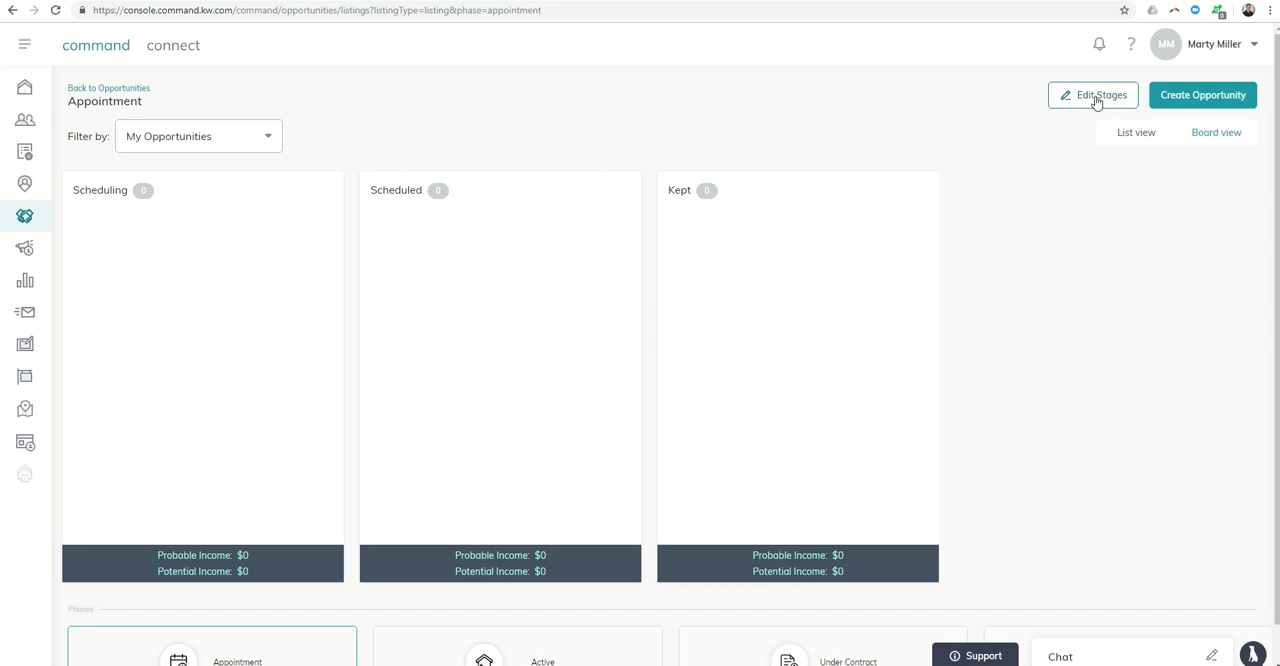 https://console.command.kw.com/command/opportunities/listings?listingType=listing&phase=appointment
0
command connect
?
MM
Marty Miller
Back to Opportunities
Appointment
Edit Stages
Create Opportunity
Filter by:
My Opportunities
List view
Board view
Scheduling 0
Scheduled 0
Kept 0
Probable Income: $0
Potential Income: $0
Probable Income: $0
Potential Income: $0
Probable Income: $0
Potential Income: $0
Phases
Appointment
Active
Under Contract
Support
Chat